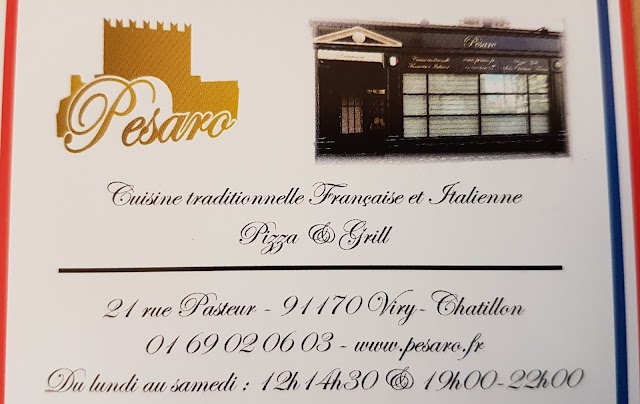 Pesaro
Pesaro
Cuisine traditionnelle Française et Italienne
Pizza & Grill
21 rue Pasteur - 91170 Viry-Chatillon
01 69 02 06 03 - www.pesaro.fr
Du lundi au samedi : 12h14h30 & 19h00-22h00